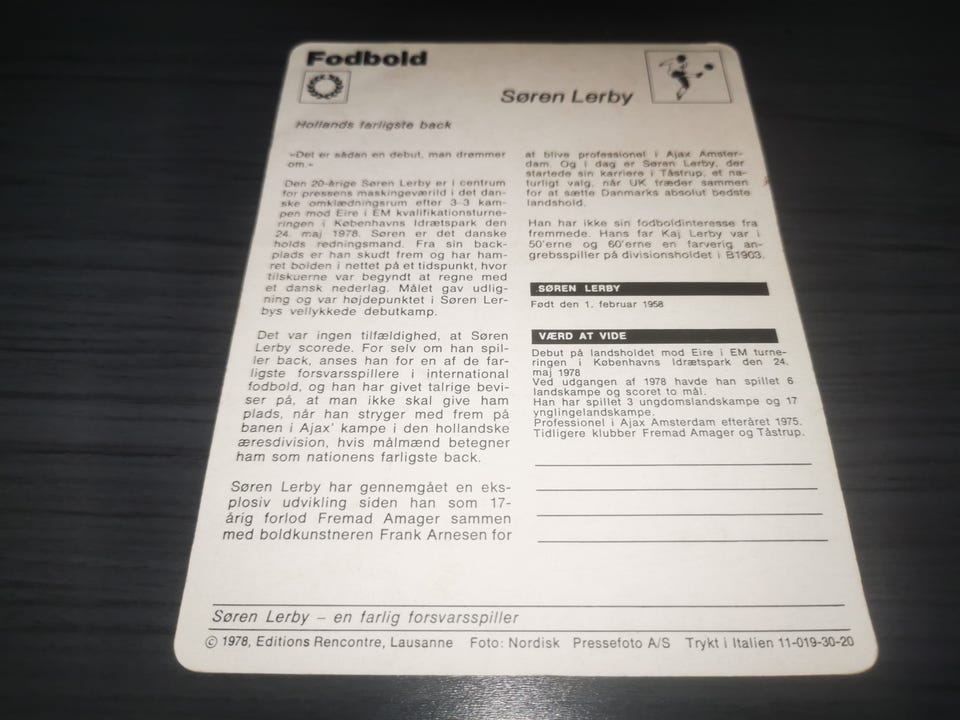 Fodbold
Søren Lerby
Hollands farligste back
»Det er sådan en debut, man drømmer
om.»
Den 20-årige Søren Lerby er i centrum
for pressens maskingeværild i det dan-
ske omklædningsrum efter 3-3 kam-
pen mod Eire i EM kvalifikationsturne-
ringen i Københavns Idrætspark den
24. maj 1978. Søren er det danske
holds redningsmand. Fra sin back-
plads er han skudt frem og har ham-
ret bolden i nettet på et tidspunkt, hvor
tilskuerne var begyndt at regne med
et dansk nederlag. Målet gav udlig-
ning og var højdepunktet i Søren Ler-
bys vellykkede debutkamp.
Det var ingen tilfældighed, at Søren
Lerby scorede. For selv om han spil-
ler back, anses han for en af de far-
ligste forsvarsspillere i international
fodbold, og han har givet talrige bevi-
ser på, at man ikke skal give ham
plads, når han stryger med frem på
banen i Ajax' kampe i den hollandske
æresdivision, hvis målmænd betegner
ham som nationens farligste back.
Søren Lerby har gennemgået en eks-
plosiv udvikling siden han som 17-
årig forlod Fremad Amager sammen
med boldkunstneren Frank Arnesen for
at blive professionel i Ajax Amster-
dam. Og i dag er Søren Lerby, der
startede sin karriere i Tåstrup, et na-
turligt valg, når UK træder sammen
for at sætte Danmarks absolut bedste
landshold.
Han har ikke sin fodboldinteresse fra
fremmede. Hans far Kaj Lerby var i
50'erne og 60'erne en farverig an-
grebsspiller på divisionsholdet i B1903.
SØREN LERBY
Født den 1. februar 1958
VÆRD AT VIDE
Debut på landsholdet mod Eire i EM turne-
ringen i Københavns Idrætspark den 24.
maj 1978
Ved udgangen af 1978 havde han spillet 6
landskampe og scoret to mål.
Han har spillet 3 ungdomslandskampe og 17
ynglingelandskampe.
Professionel i Ajax Amsterdam efteråret 1975.
Tidligere klubber Fremad Amager og Tåstrup.
Søren Lerby – en farlig forsvarsspiller
© 1978, Editions Rencontre, Lausanne Foto: Nordisk Pressefoto A/S Trykt i Italien 11-019-30-20